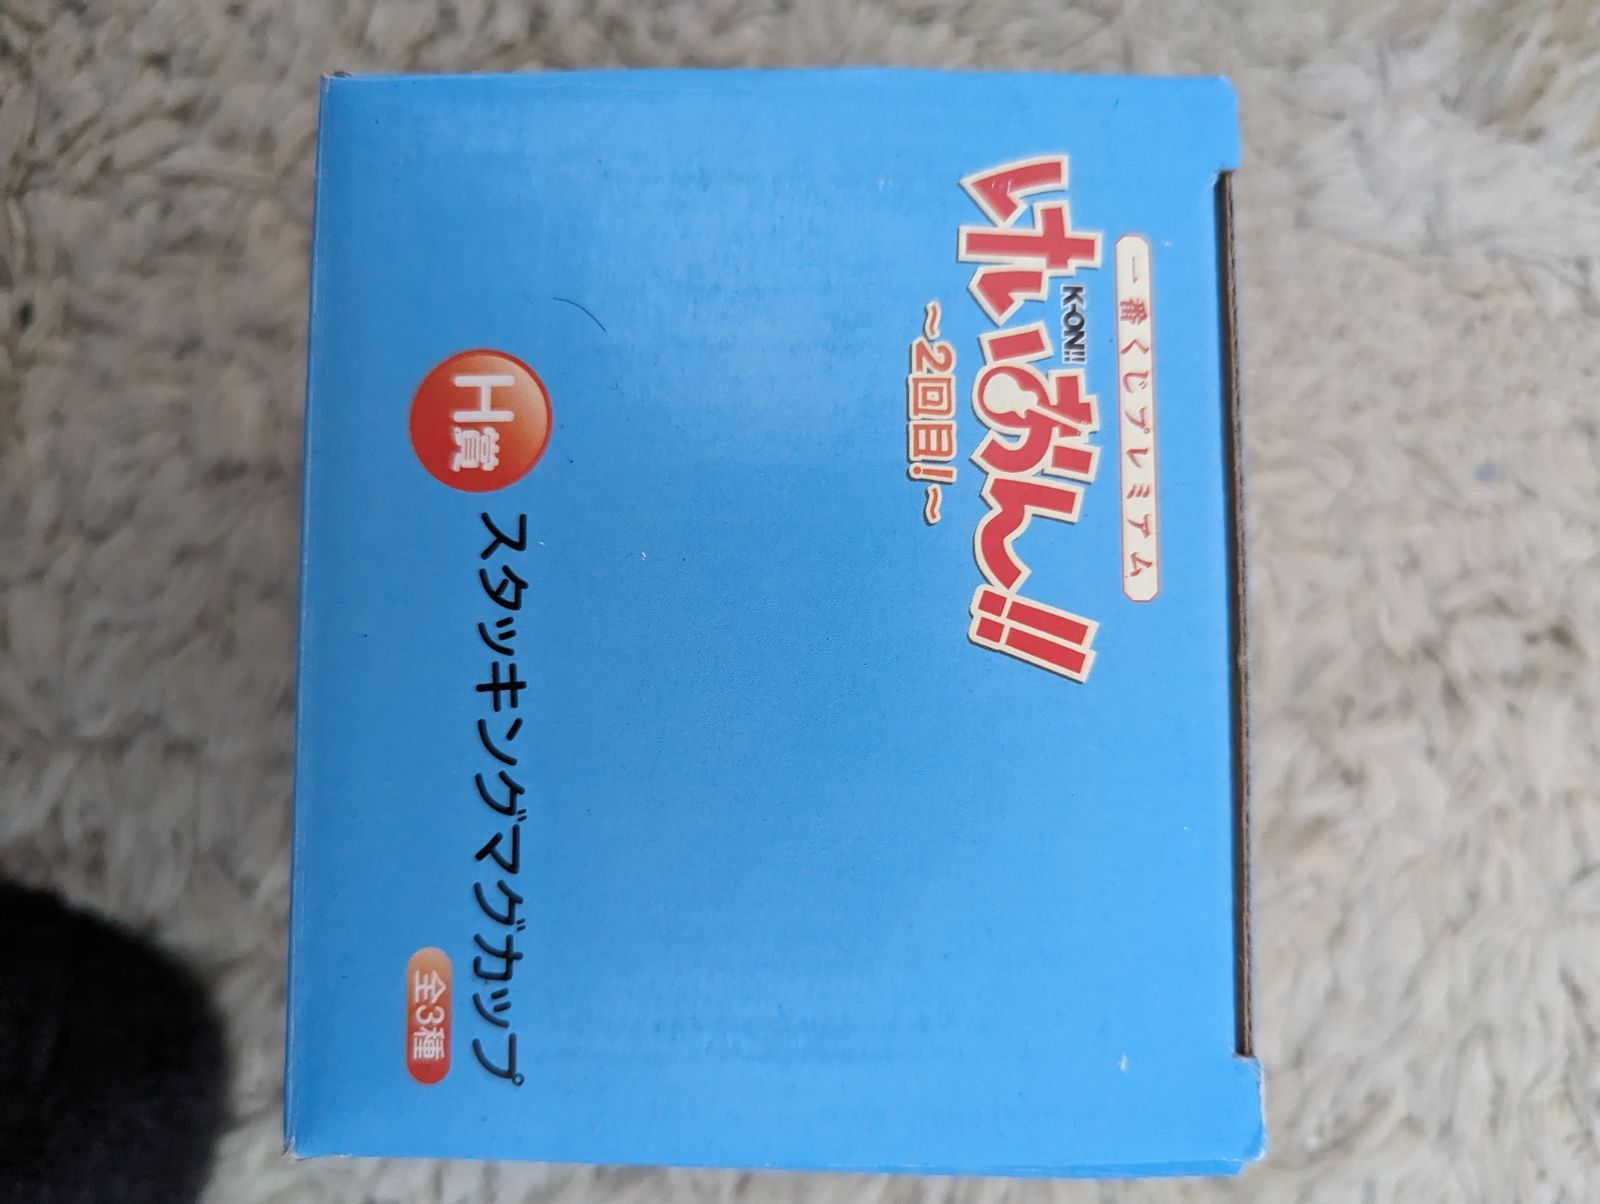 一番くじプレミアム
けいおん!!
K-ON!!
～2回目!～
H賞
スタッキングマグカップ
全3種